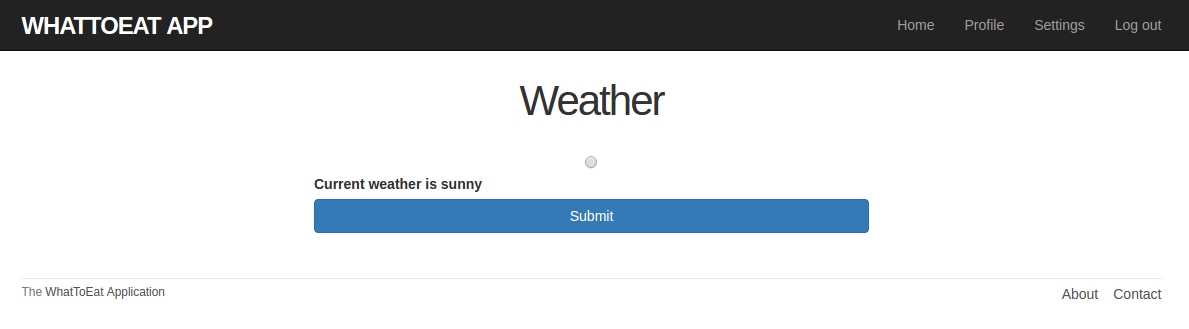 WHATTOEAT APP Home Profile Settings Log out
Weather
Current weather is sunny
Submit
The WhatToEat Application About Contact